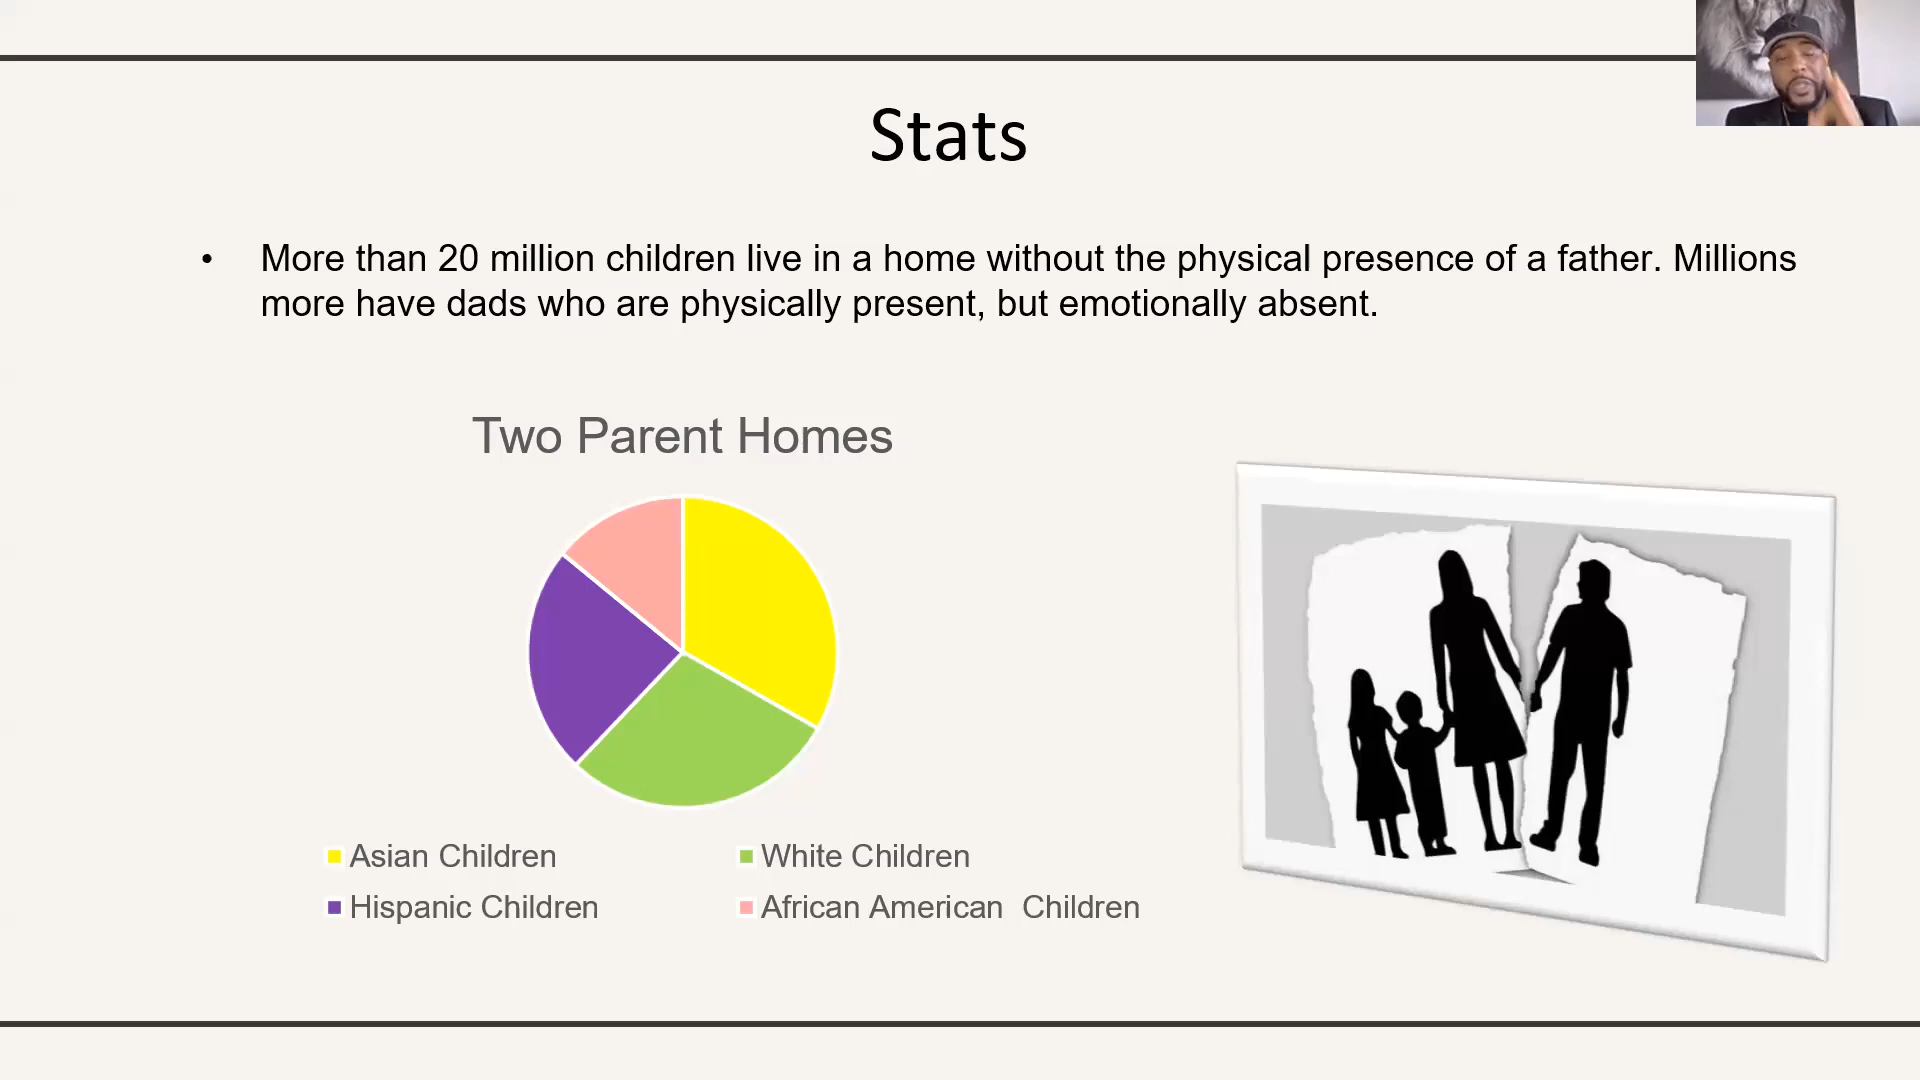 Stats
• More than 20 million children live in a home without the physical presence of a father. Millions
more have dads who are physically present, but emotionally absent.
Two Parent Homes
Asian Children
White Children
Hispanic Children
African American  Children